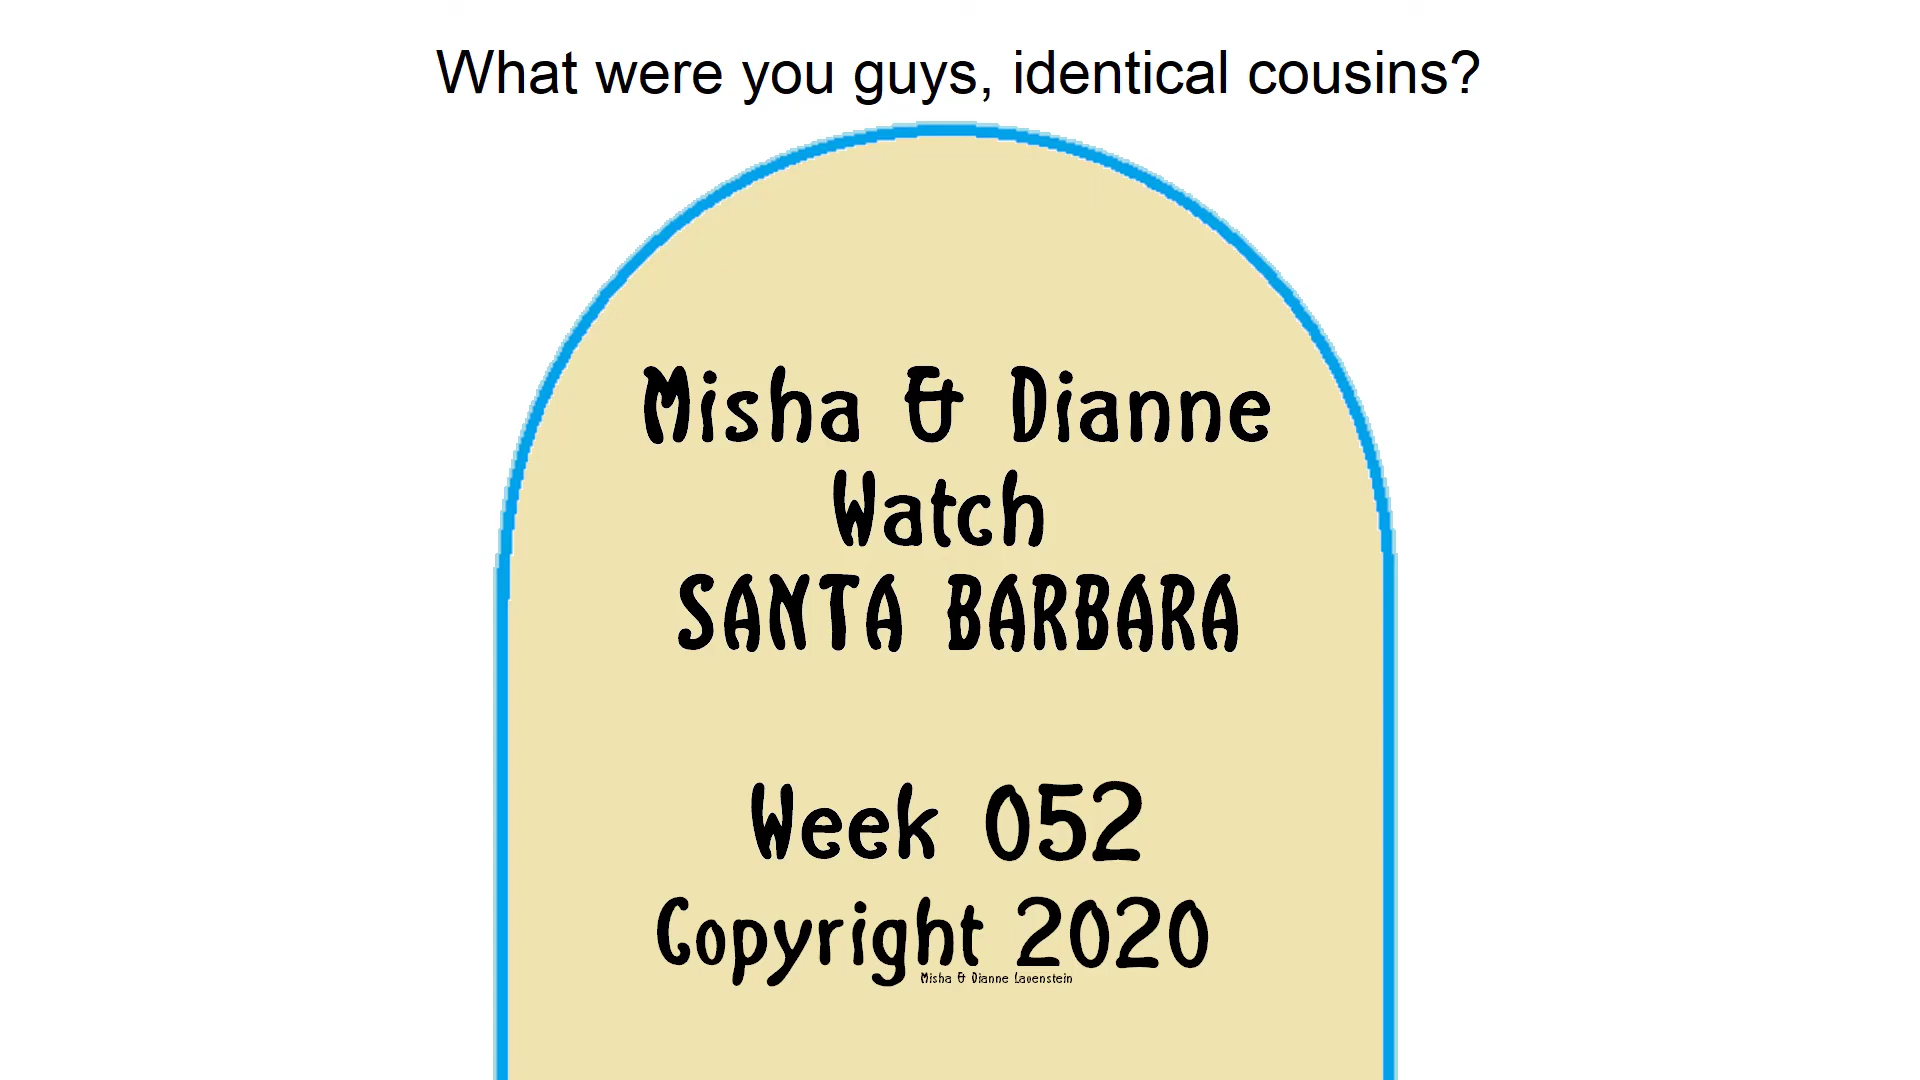 What were you guys, identical cousins?
Misha & Dianne
Watch
SANTA BARBARA
Week 052
Copyright 2020
Misha & Dianne Lavenstein